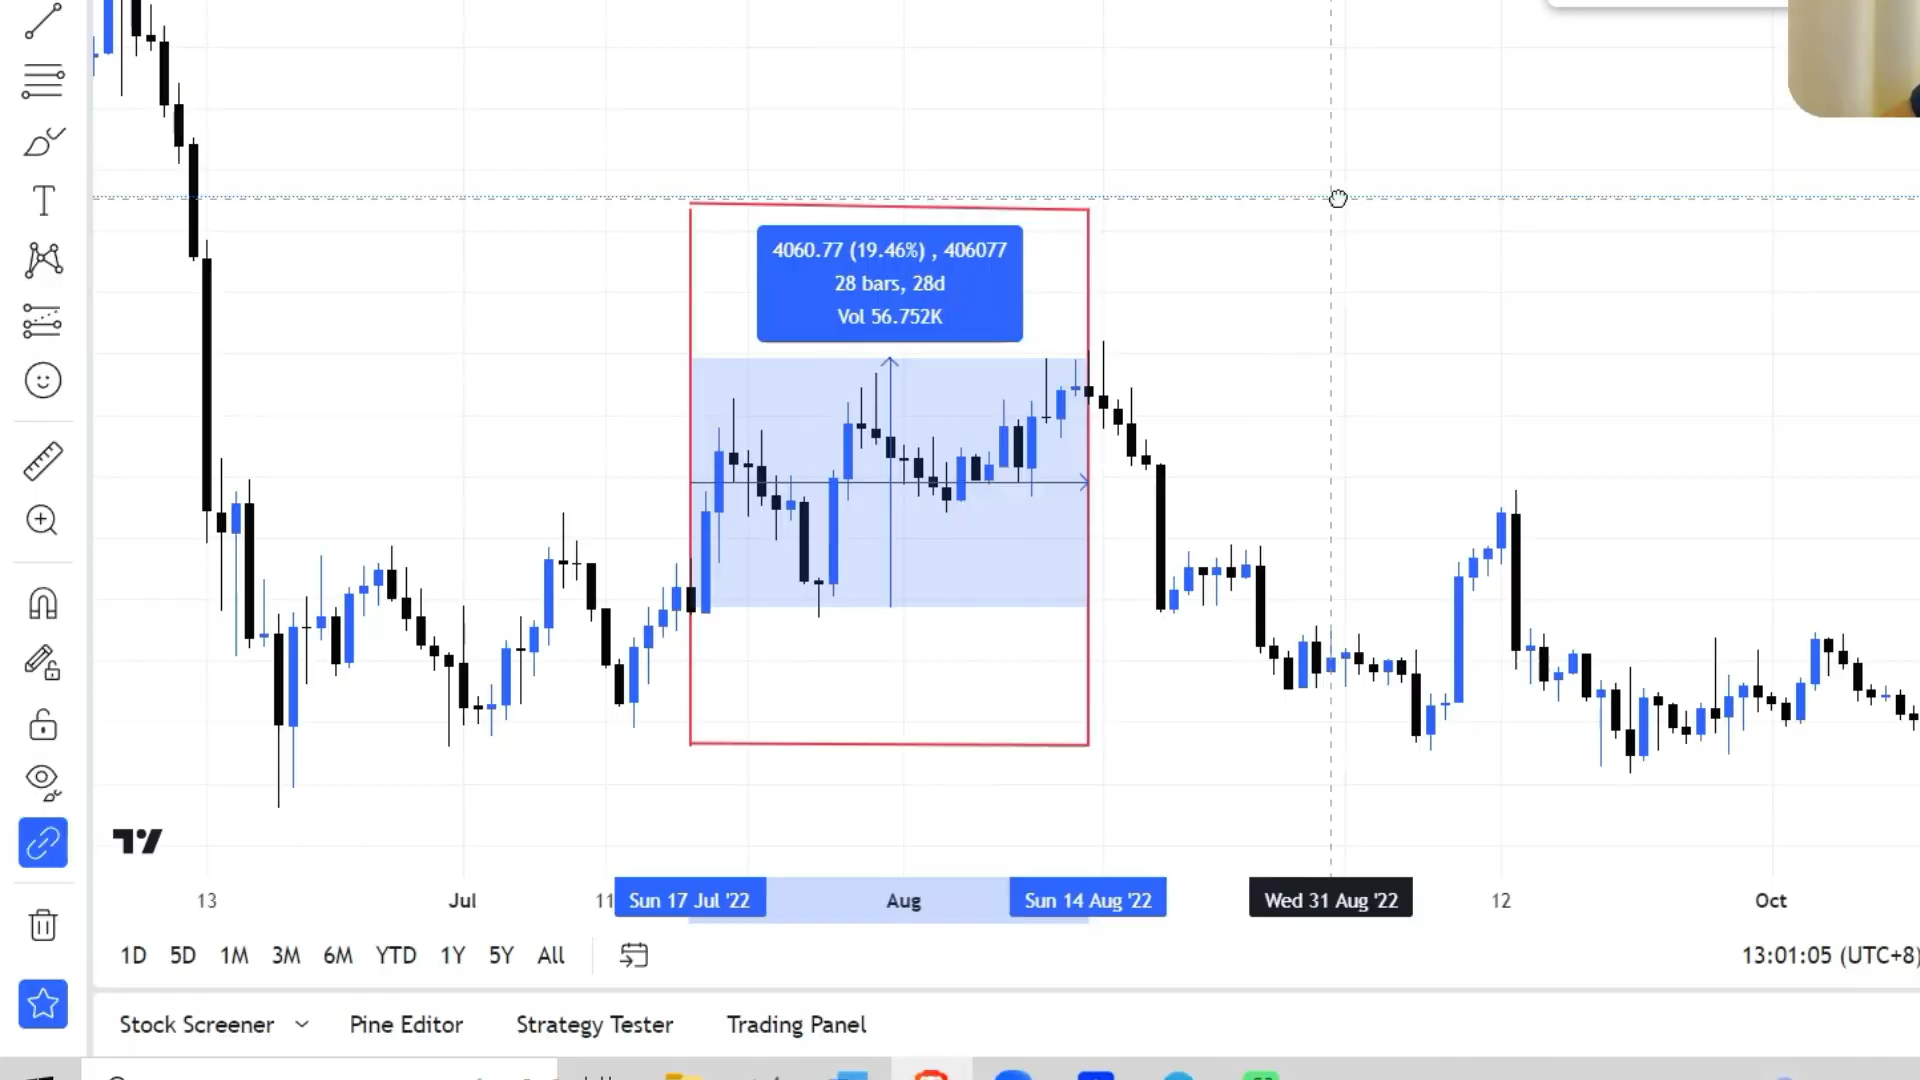 4060.77 (19.46%) , 406077
28 bars, 28d
Vol 56.752K
13 Jul 11 Sun 17 Jul '22 Aug Sun 14 Aug '22 Wed 31 Aug '22 12 Oct
1D 5D 1M 3M 6M YTD 1Y 5Y All 13:01:05 (UTC+8)
Stock Screener Pine Editor Strategy Tester Trading Panel